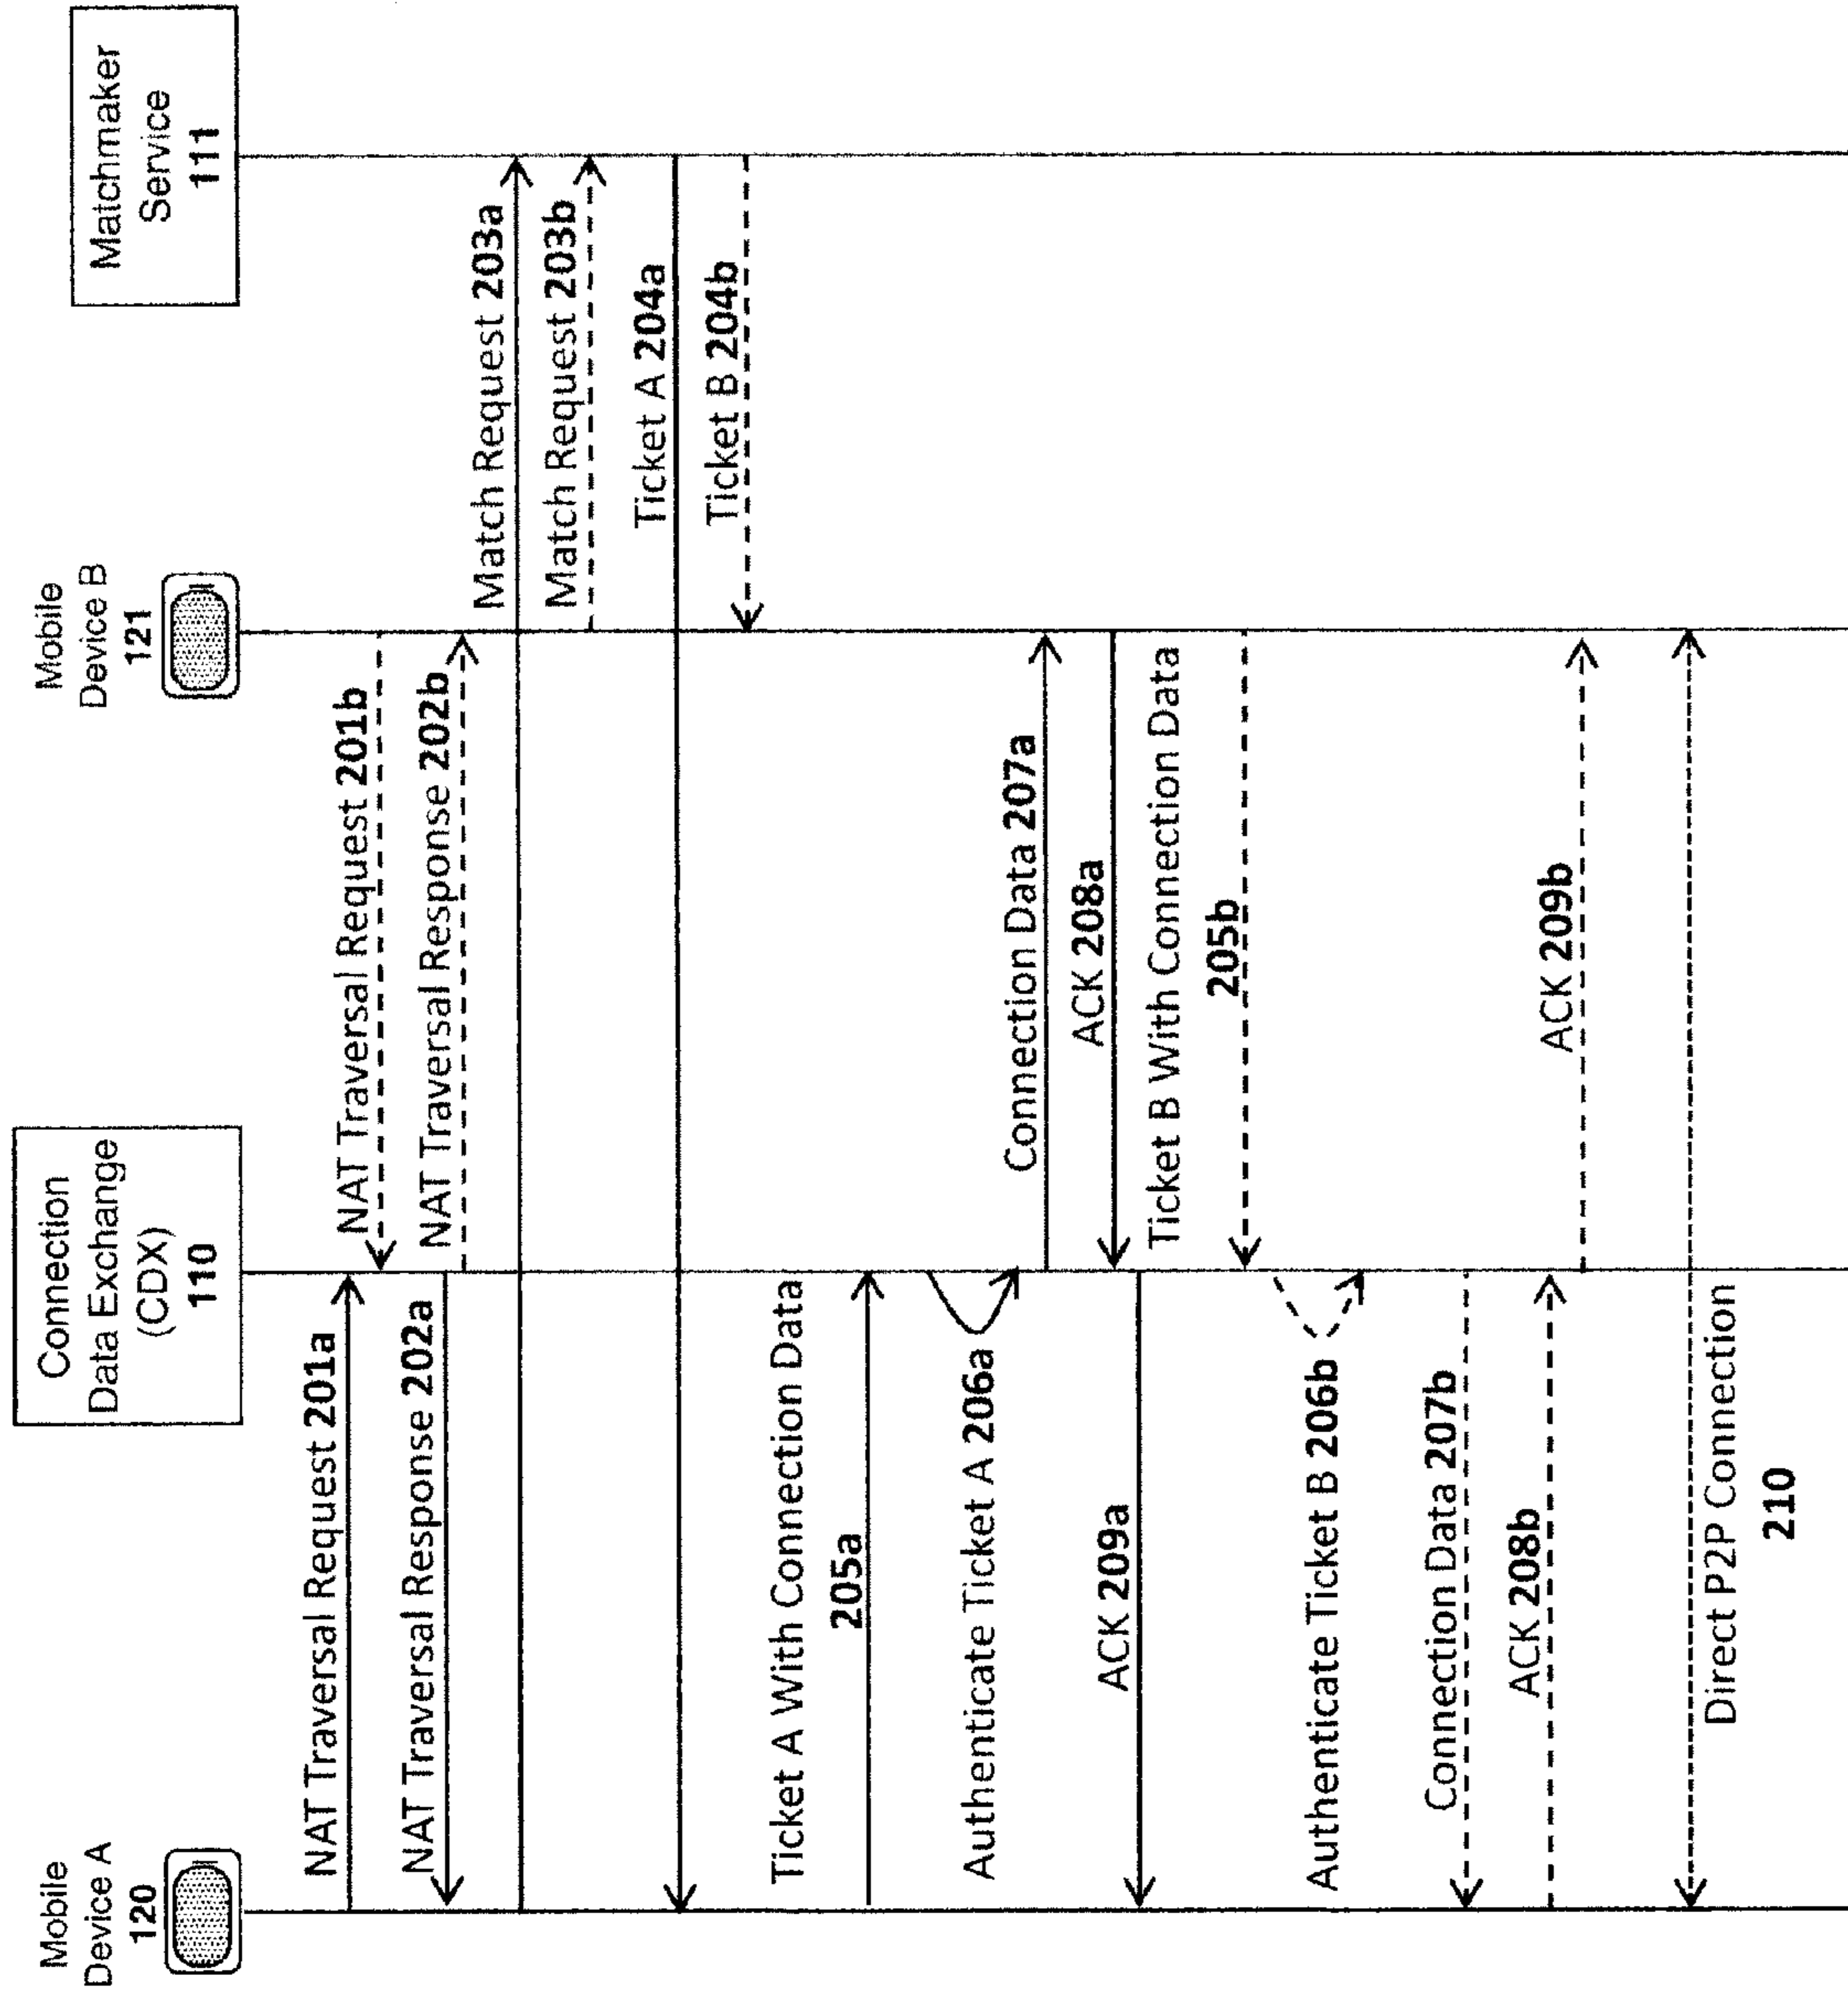 Mobile
Device A
120
Connection
Data Exchange
(CDX)
110
Mobile
Device B
121
Matchmaker
Service
111
NAT Traversal Request 201a
NAT Traversal Request 201b
NAT Traversal Response 202a
NAT Traversal Response 202b
Match Request 203a
Match Request 203b
Ticket A 204a
Ticket B 204b
Ticket A With Connection Data
205a
Authenticate Ticket A 206a
Connection Data 207a
ACK 208a
ACK 209a
Ticket B With Connection Data
205b
Authenticate Ticket B 206b
Connection Data 207b
ACK 208b
ACK 209b
Direct P2P Connection
210